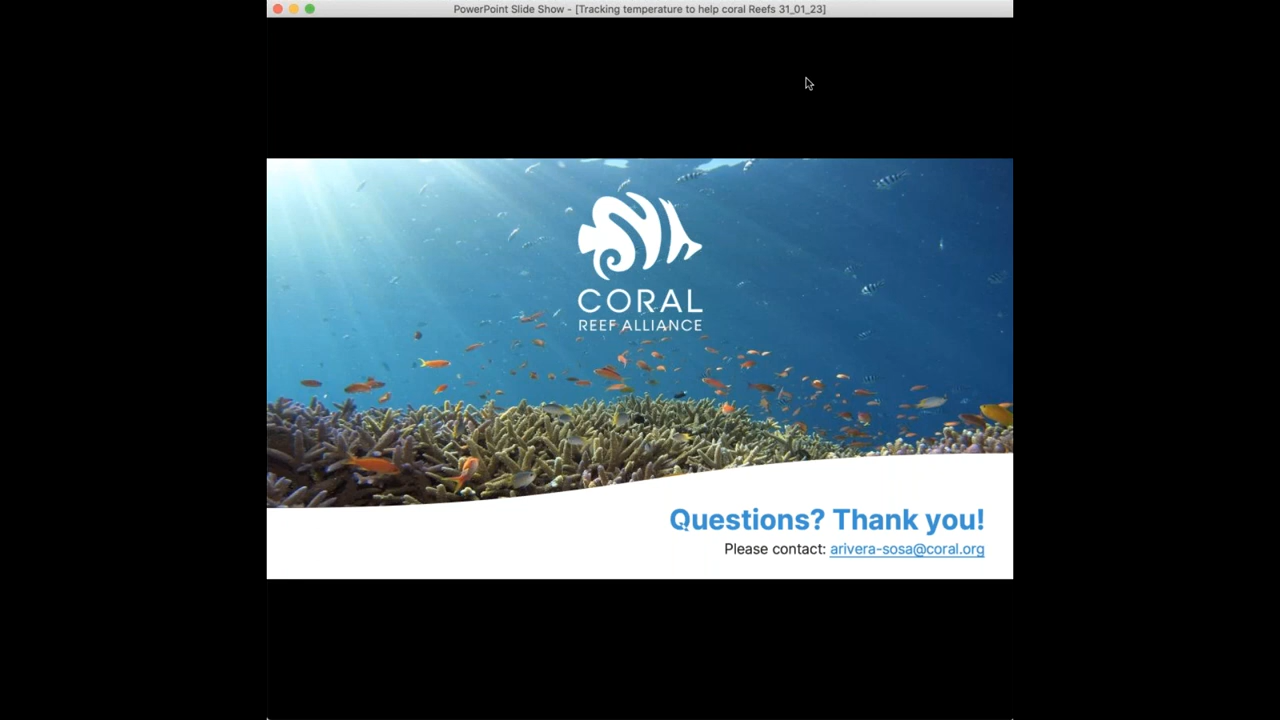 PowerPoint Slide Show - [Tracking temperature to help coral Reefs 31_01_23]
CORAL
REEF ALLIANCE
Questions? Thank you!
Please contact: arivera-sosa@coral.org